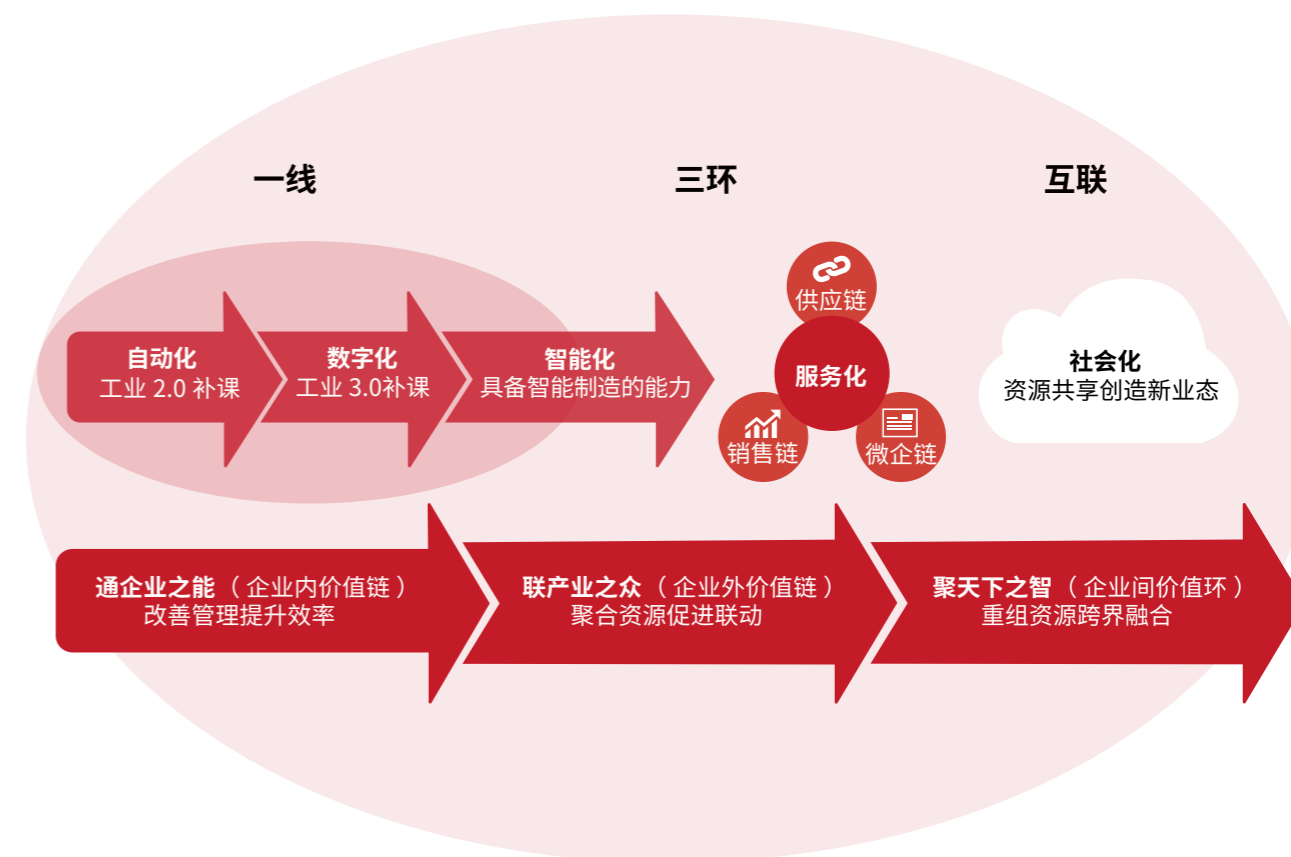 一线
三环
互联
自动化
工业 2.0 补课
数字化
工业 3.0补课
智能化
具备智能制造的能力
供应链
服务化
销售链
微企链
社会化
资源共享创造新业态
通企业之能（企业内价值链）
改善管理提升效率
联产业之众（企业外价值链）
聚合资源促进联动
聚天下之智（企业间价值环）
重组资源跨界融合